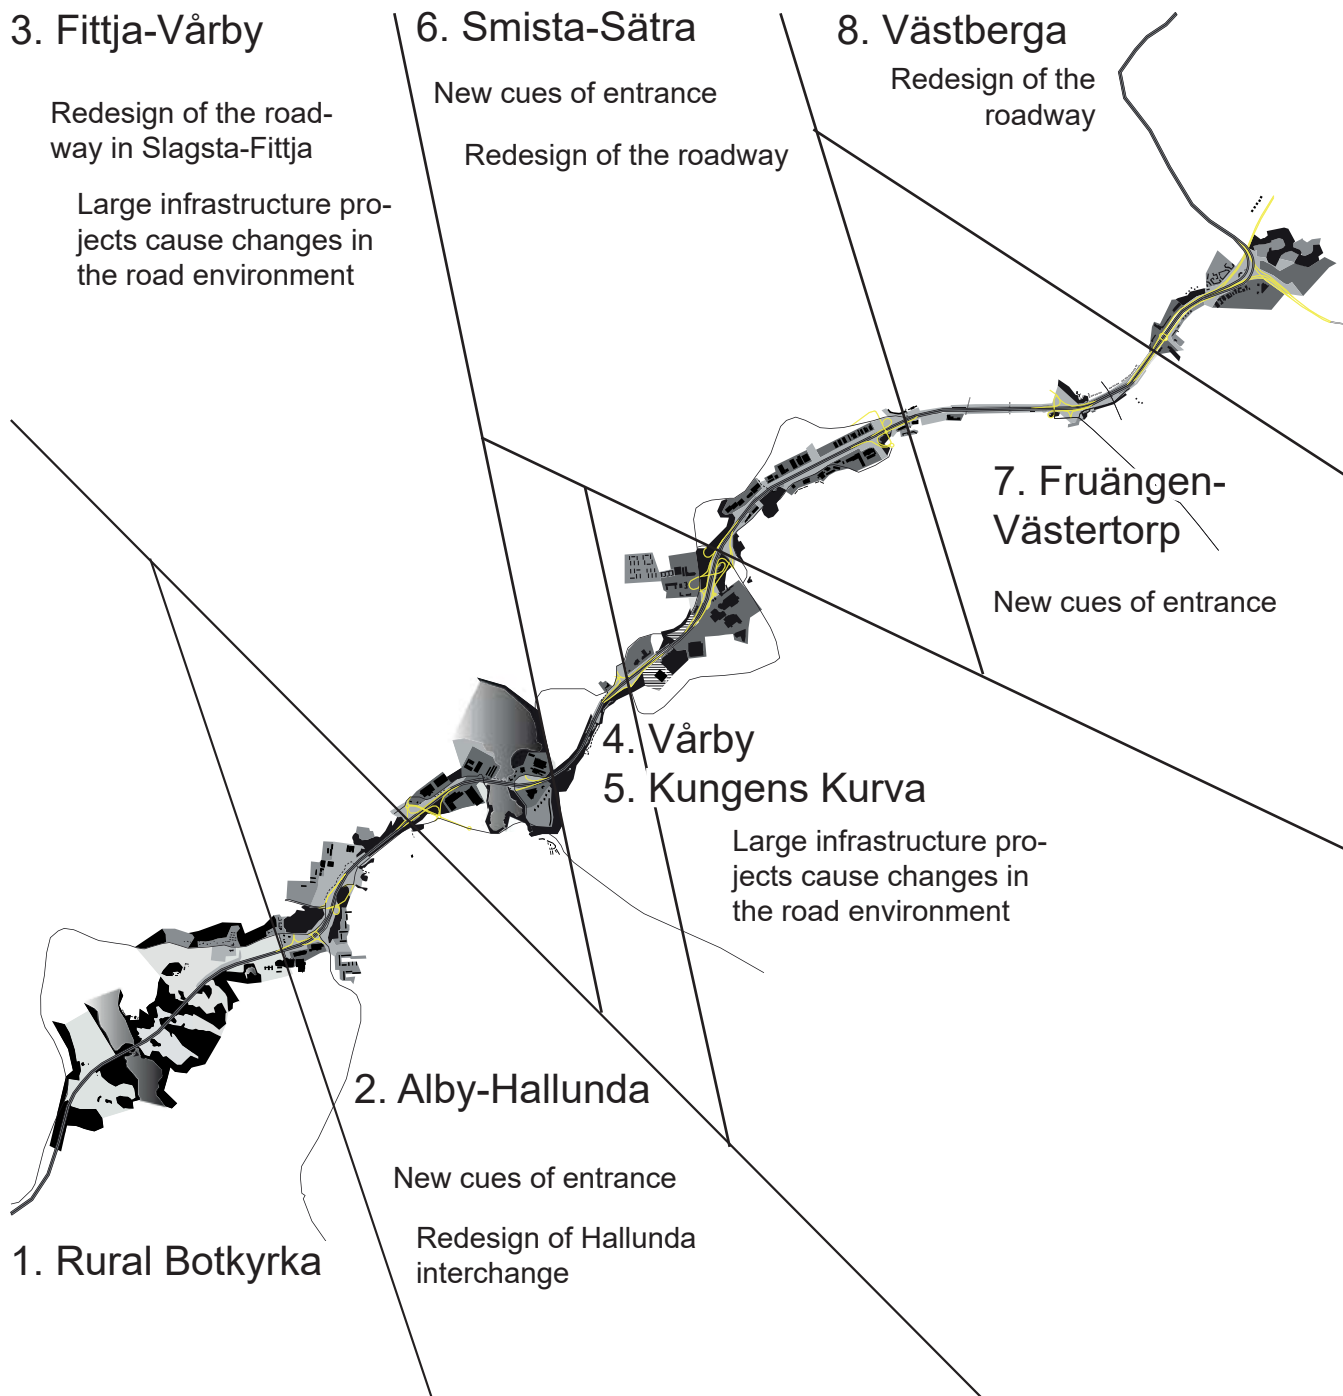 3. Fittja-Vårby
Redesign of the road-
way in Slagsta-Fittja
Large infrastructure pro-
jects cause changes in
the road environment
6. Smista-Sätra
New cues of entrance
Redesign of the roadway
8. Västberga
Redesign of the
roadway
7. Fruängen-
Västertorp
New cues of entrance
4. Vårby
5. Kungens Kurva
Large infrastructure pro-
jects cause changes in
the road environment
2. Alby-Hallunda
New cues of entrance
Redesign of Hallunda
interchange
1. Rural Botkyrka